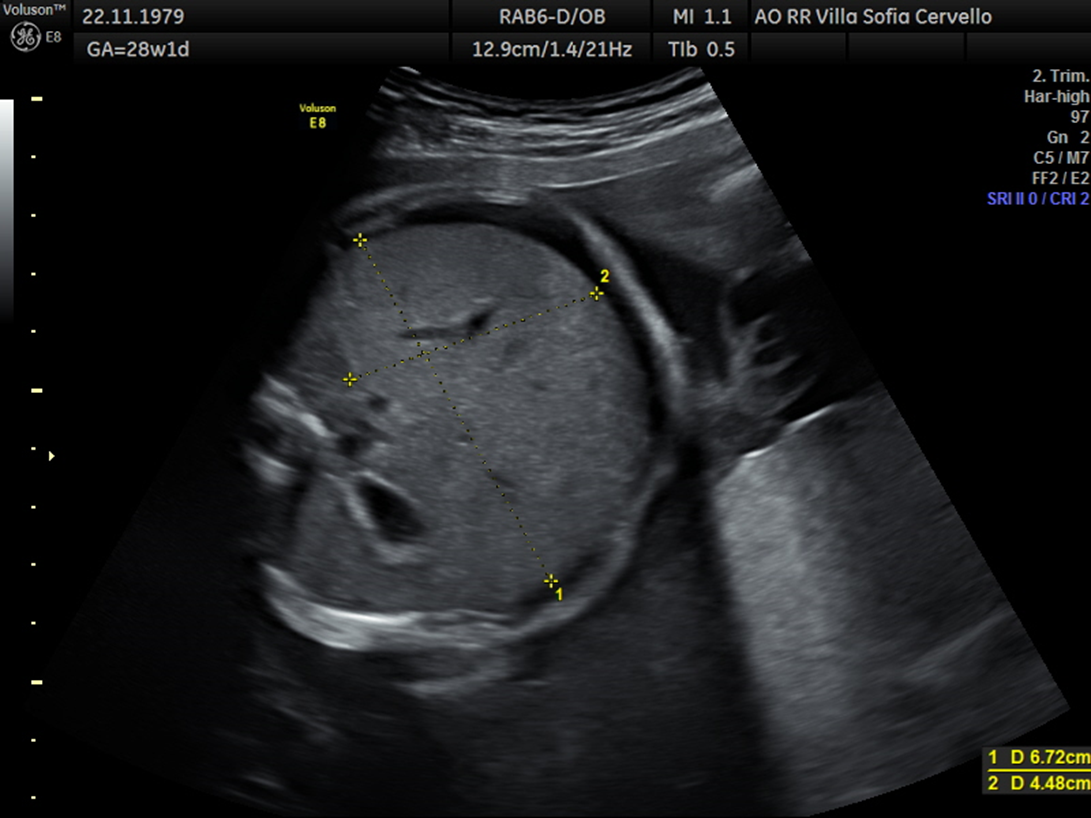 Voluson™
E8
22.11.1979
RAB6-D/OB
MI 1.1
AO RR Villa Sofia Cervello
GA=28w1d
12.9cm/1.4/21Hz
TIb 0.5
Voluson
E8
2. Trim.
Har-high
97
Gn 2
C5 / M7
FF2 / E2
SRI II 0 / CRI 2
2
1
1 D 6.72cm
2 D 4.48cm